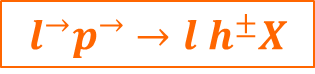 l→p→ → l h±X